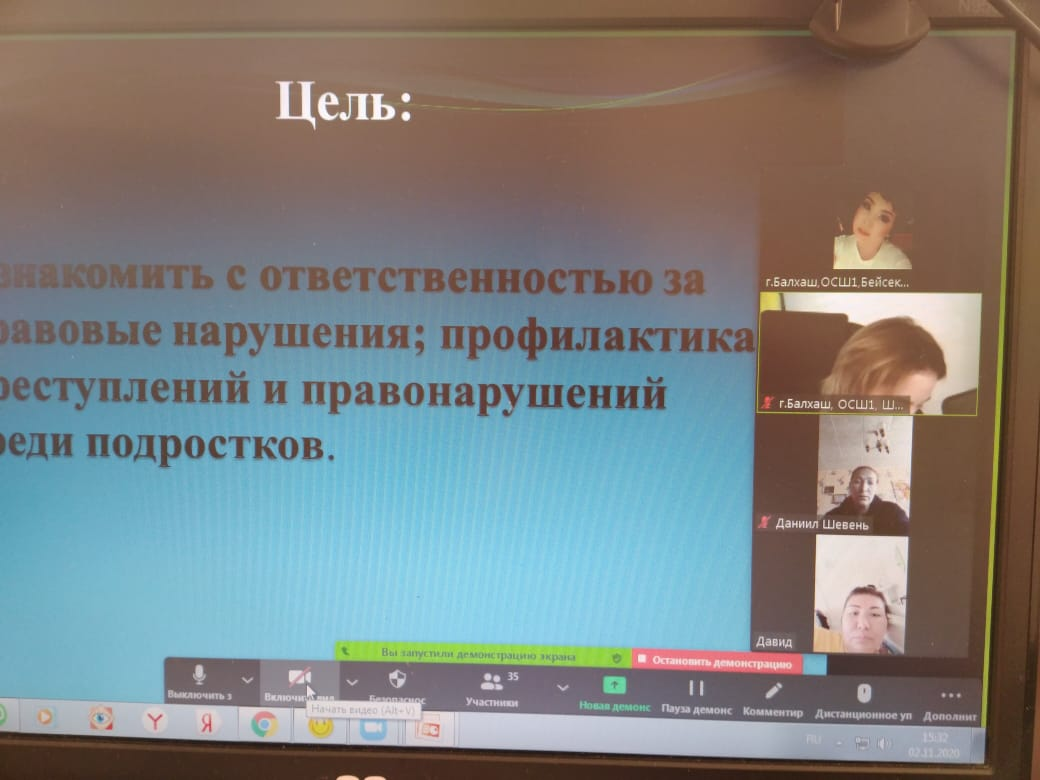 Цель:
знакомить с ответственностью за
равовые нарушения; профилактика
реступлений и правонарушений
реди подростков.
г.Балхаш,ОСШ1,Бейсек...
г.Балхаш, ОСШ1, Ш...
Даниил Шевень
Давид
Вы запустили демонстрацию экрана
Остановить демонстрацию
35
Выключить з
Включить вид
Безопаснос
Участники
Новая демонс
Пауза демонс
Комментир
Дистанционное уп
Дополнит
Начать видео (Alt+V)
RU
15:32
02.11.2020